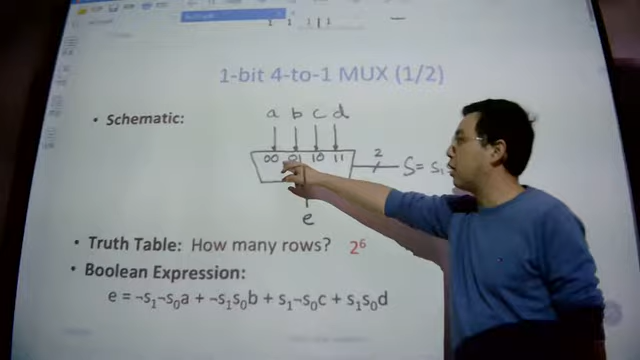 1-bit 4-to-1 MUX (1/2)
• Schematic:
a b c d
00 01 10 11
2
S= s₁
e
• Truth Table: How many rows? 2⁶
• Boolean Expression:
e = ¬s₁¬s₀a + ¬s₁s₀b + s₁¬s₀c + s₁s₀d